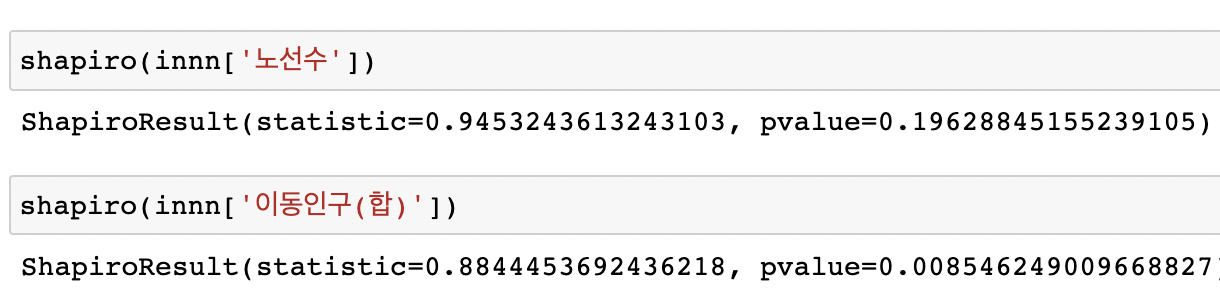 shapiro(innn['노선수'])
ShapiroResult(statistic=0.9453243613243103, pvalue=0.19628845155239105)
shapiro(innn['이동인구(합)'])
ShapiroResult(statistic=0.8844453692436218, pvalue=0.008546249009668827)